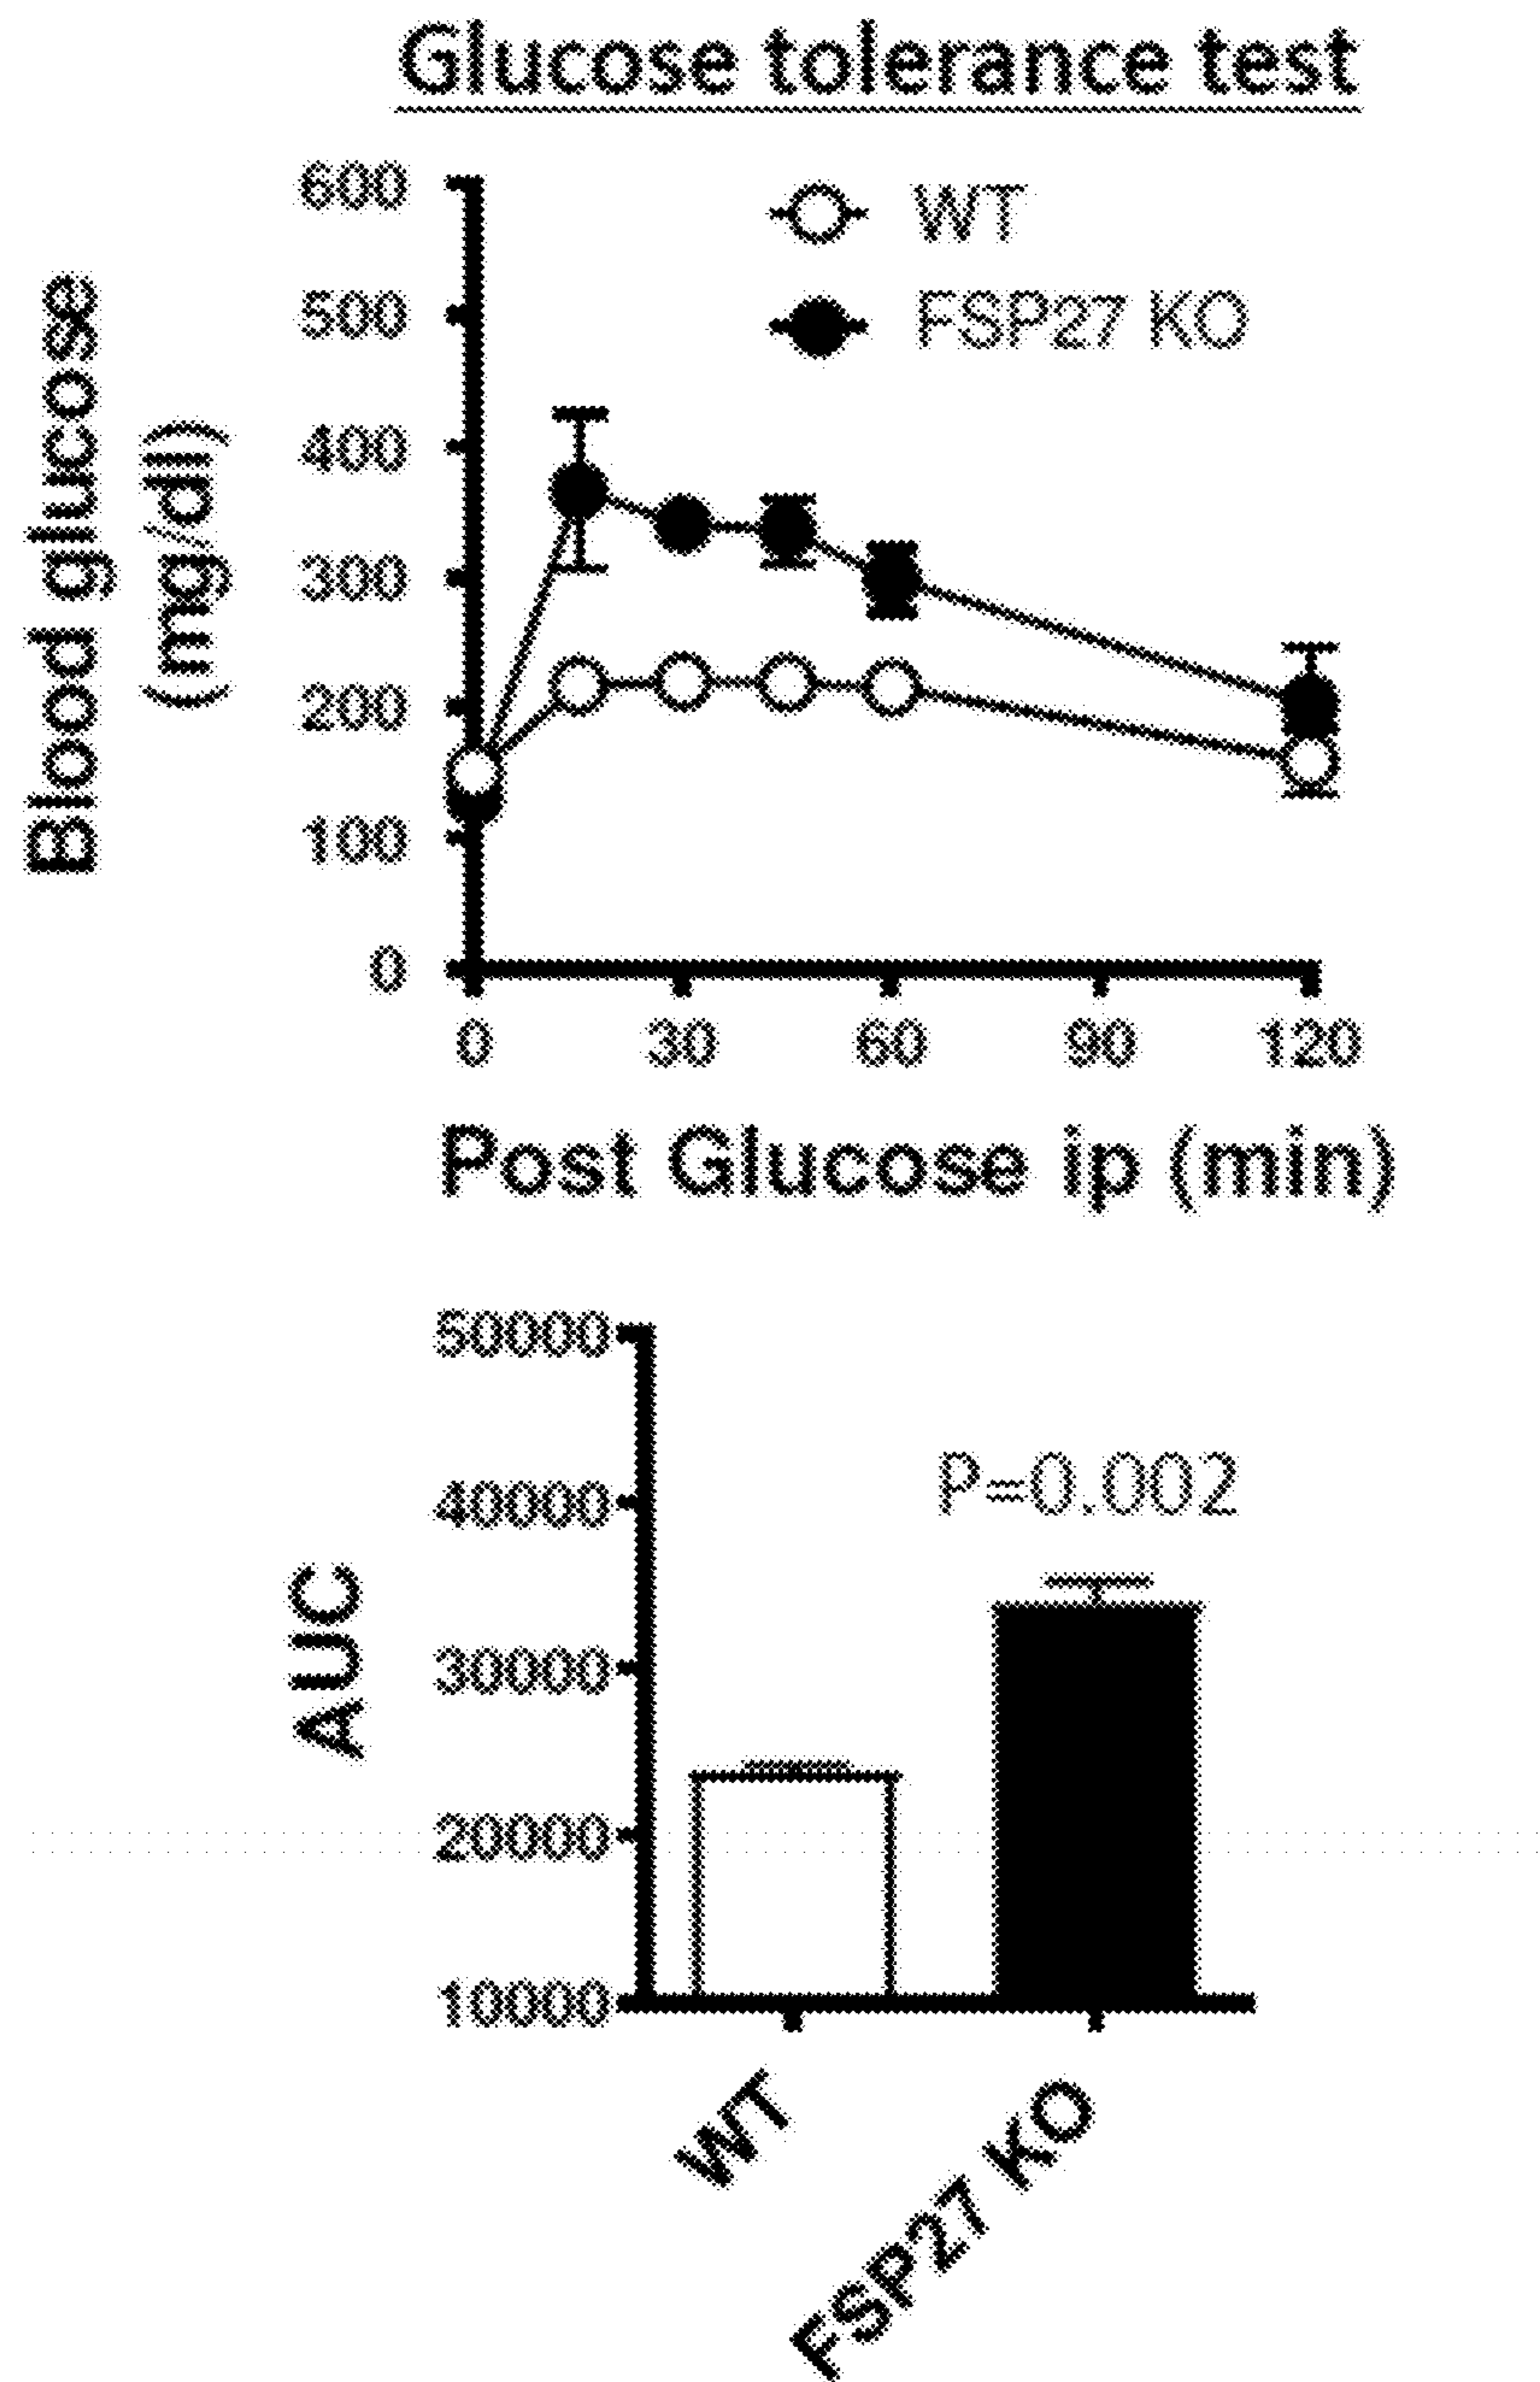 Glucose tolerance test
WT
FSP27 KO
Blood glucose
(mg/dl)
600
500
400
300
200
100
0
0 30 60 90 120
Post Glucose ip (min)
50000
40000
30000
20000
10000
AUC
P=0.002
WT
FSP27 KO